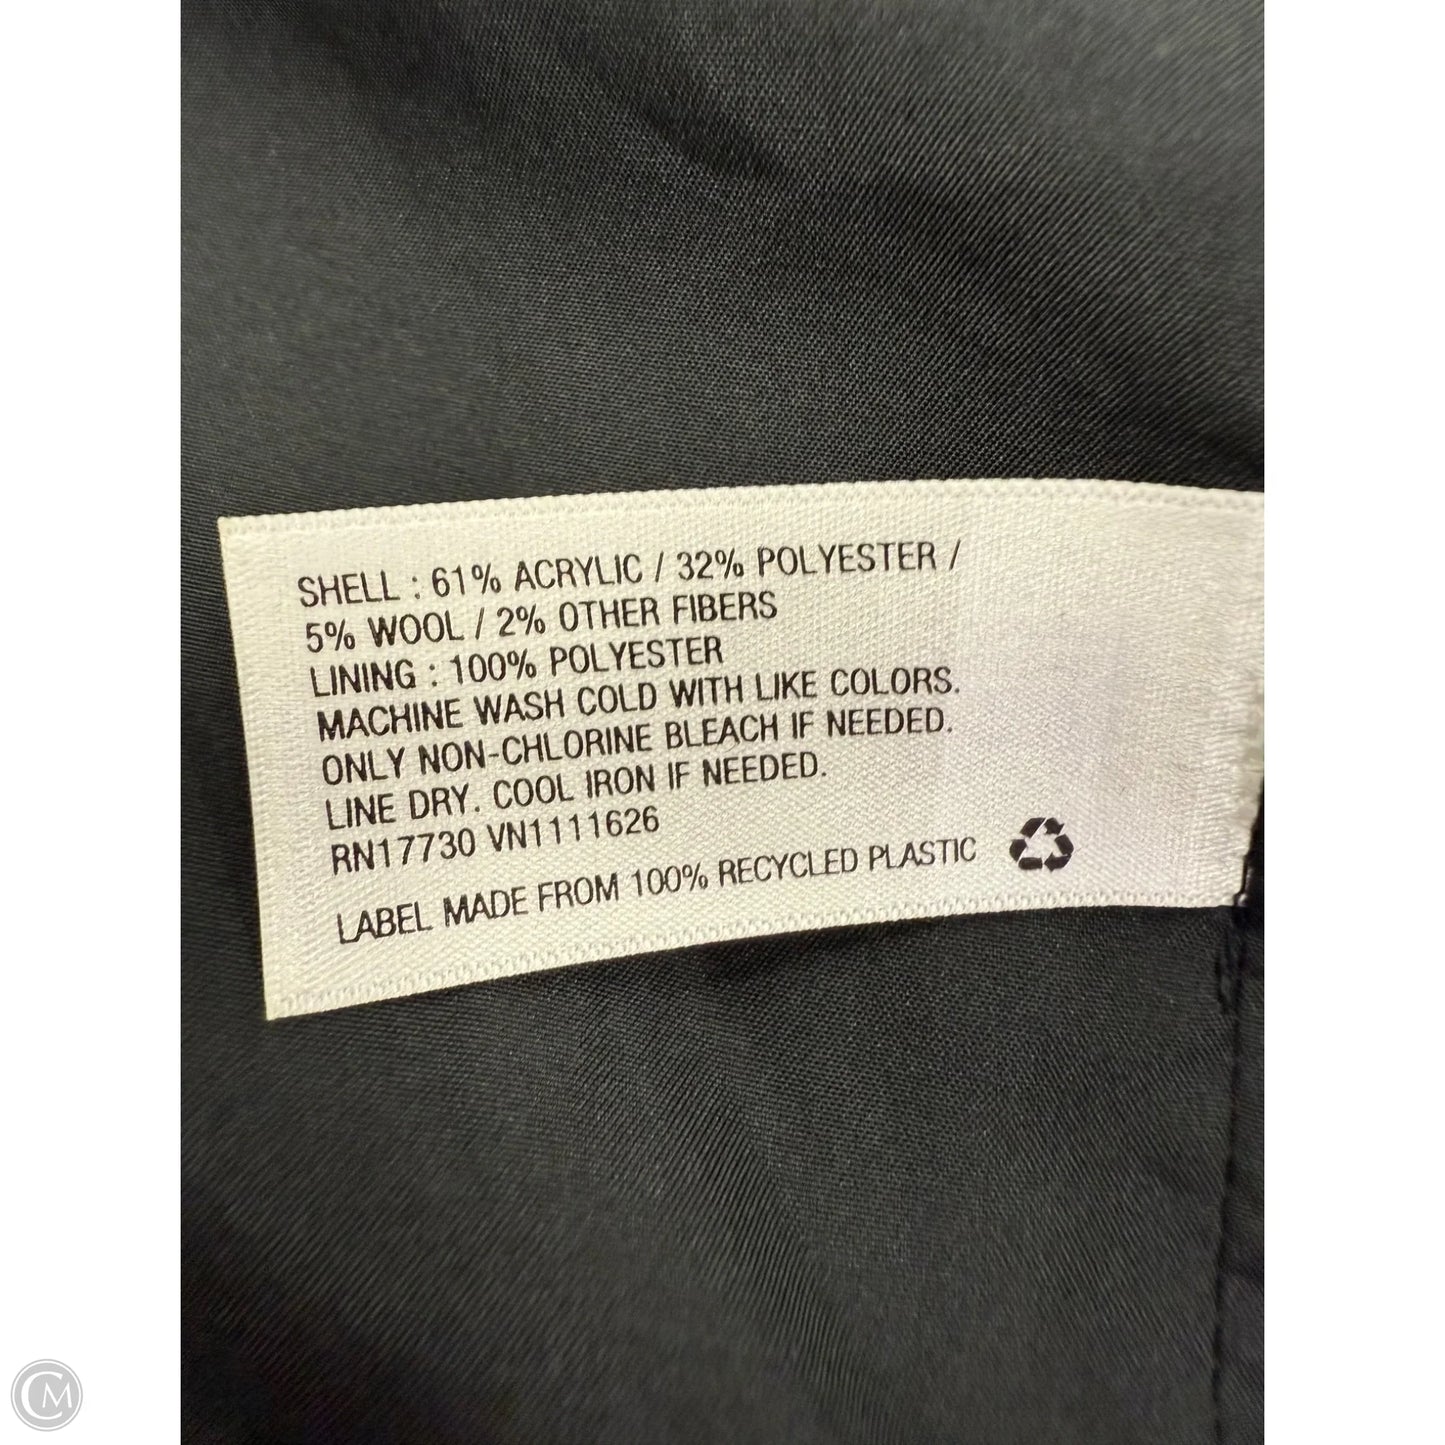 SHELL : 61% ACRYLIC / 32% POLYESTER /
5% WOOL / 2% OTHER FIBERS
LINING : 100% POLYESTER
MACHINE WASH COLD WITH LIKE COLORS.
ONLY NON-CHLORINE BLEACH IF NEEDED.
LINE DRY. COOL IRON IF NEEDED.
RN17730 VN1111626
LABEL MADE FROM 100% RECYCLED PLASTIC
CM